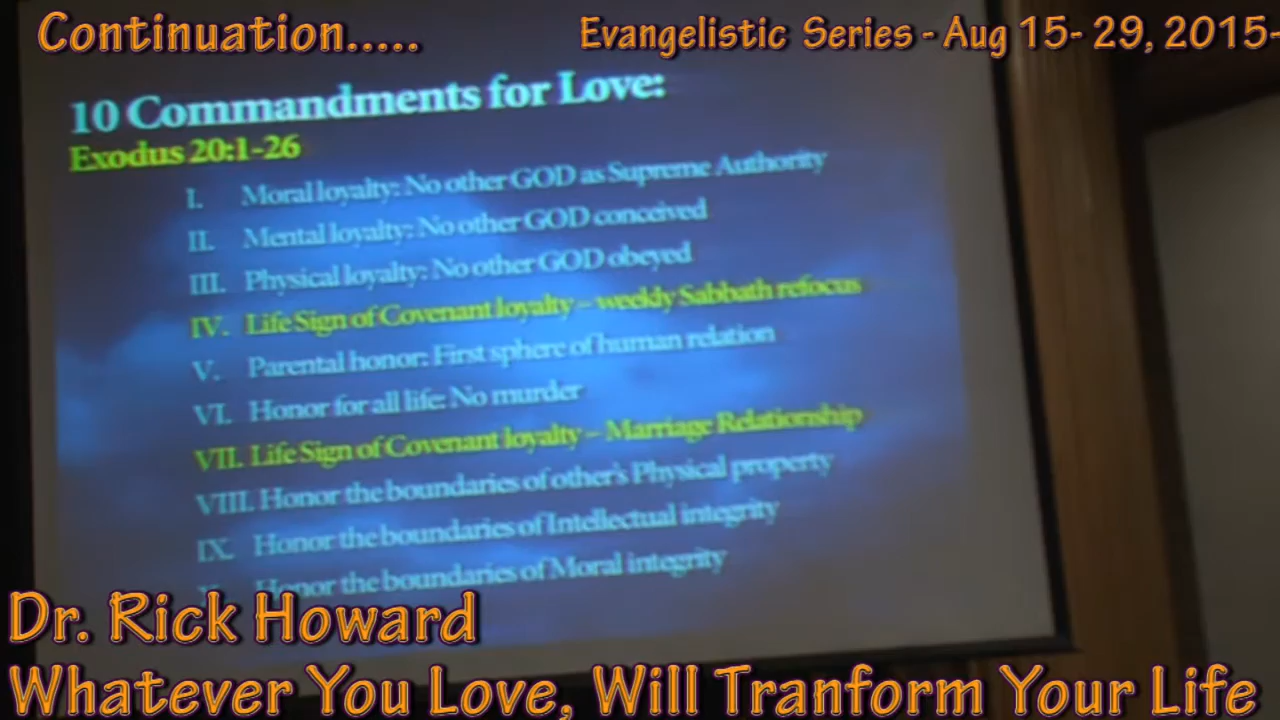 Continuation.....
Evangelistic Series - Aug 15- 29, 2015-
10 Commandments for Love:
Exodus 20:1-26
I. Moral loyalty: No other GOD as Supreme Authority
II. Mental loyalty: No other GOD conceived
III. Physical loyalty: No other GOD obeyed
IV. Life Sign of Covenant loyalty – weekly Sabbath refocus
V. Parental honor: First sphere of human relation
VI. Honor for all life: No murder
VII. Life Sign of Covenant loyalty – Marriage Relationship
VIII. Honor the boundaries of other's Physical property
IX. Honor the boundaries of Intellectual integrity
Honor the boundaries of Moral integrity
Dr. Rick Howard
Whatever You Love, Will Tranform Your Life